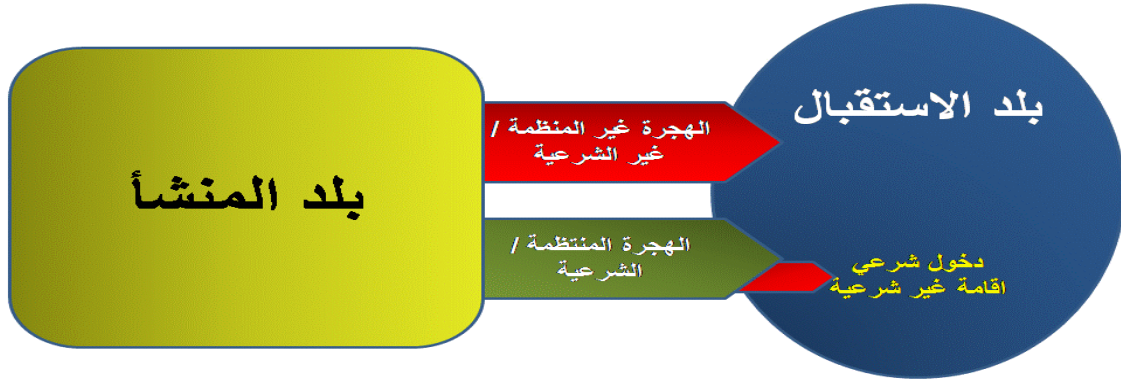 بلد الاستقبال
الهجرة غير المنظمة /
غير الشرعية
بلد المنشأ
الهجرة المنتظمة /
الشرعية
دخول شرعي
اقامة غير شرعية